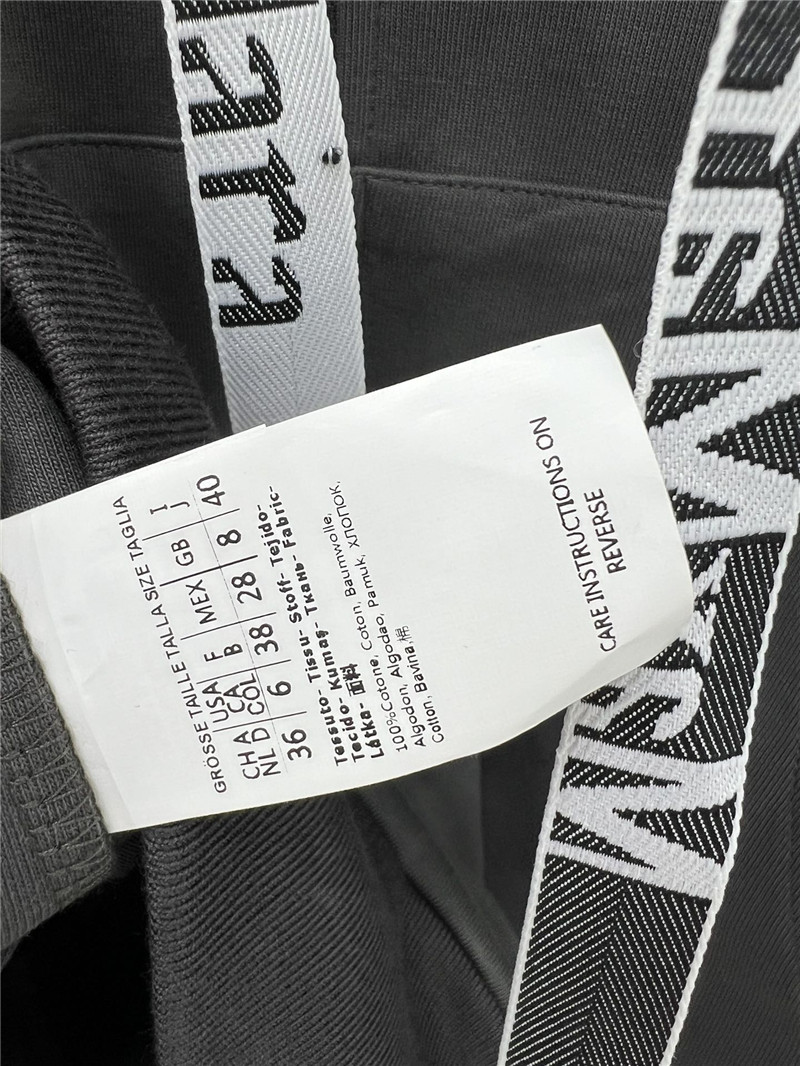 GRÖSSE TAILLE TALLA SIZE TAGLIA
CH A USA F MEX GB I
NL D CA B J
COL
36 6 38 28 8 40
Tessuto- Tissu- Stoff- Tejido-
Tecido- Kumaş- Ткань- Fabric-
Látka- 面料
100%Cotone, Coton, Baumwolle,
Algodon, Algodao, Pamuk, ХЛОПОК,
Cotton, Bavlna,棉
CARE INSTRUCTIONS ON
REVERSE
ara